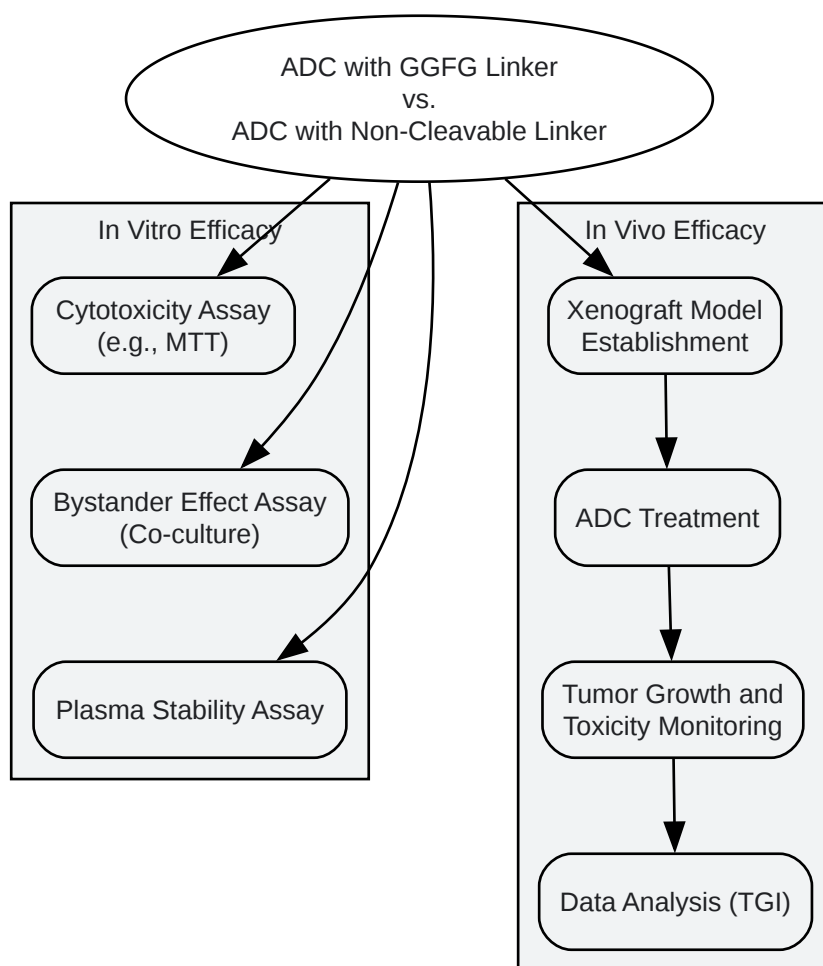 ADC with GGFG Linker
vs.
ADC with Non-Cleavable Linker
In Vitro Efficacy
Cytotoxicity Assay
(e.g., MTT)
Bystander Effect Assay
(Co-culture)
Plasma Stability Assay
In Vivo Efficacy
Xenograft Model
Establishment
ADC Treatment
Tumor Growth and
Toxicity Monitoring
Data Analysis (TGI)